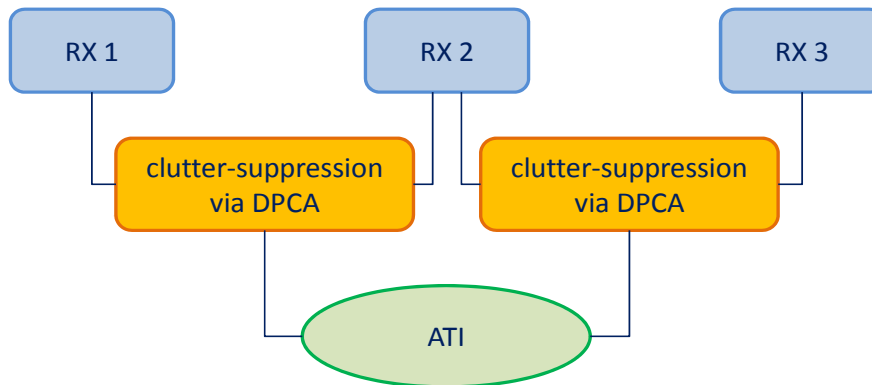 RX 1
RX 2
RX 3
clutter-suppression
via DPCA
clutter-suppression
via DPCA
ATI